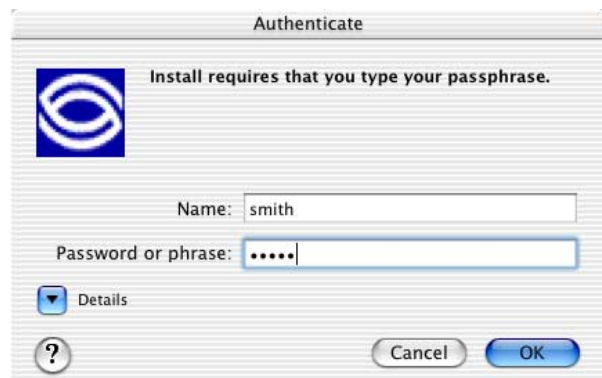 Authenticate
Install requires that you type your passphrase.
Name: smith
Password or phrase: •••••
Details
? Cancel OK